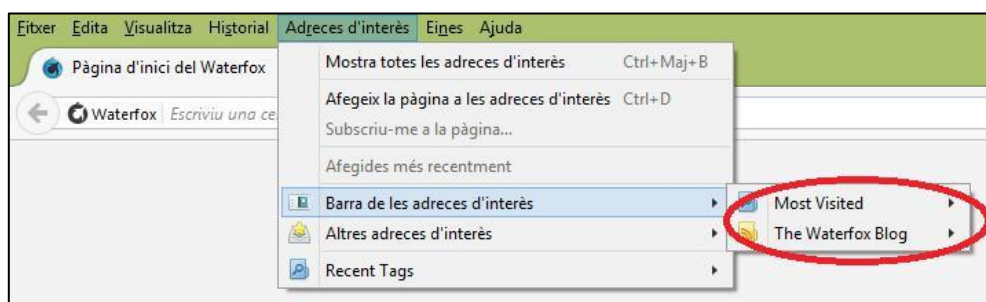 Fitxer Edita Visualitza Historial Adreces d'interès Eines Ajuda
Pàgina d'inici del Waterfox
Mostra totes les adreces d'interès Ctrl+Maj+B
Afegeix la pàgina a les adreces d'interès Ctrl+D
Waterfox Escriviu una ce
Subscriu-me a la pàgina...
Afegides més recentment
Barra de les adreces d'interès
Most Visited
Altres adreces d'interès
The Waterfox Blog
Recent Tags